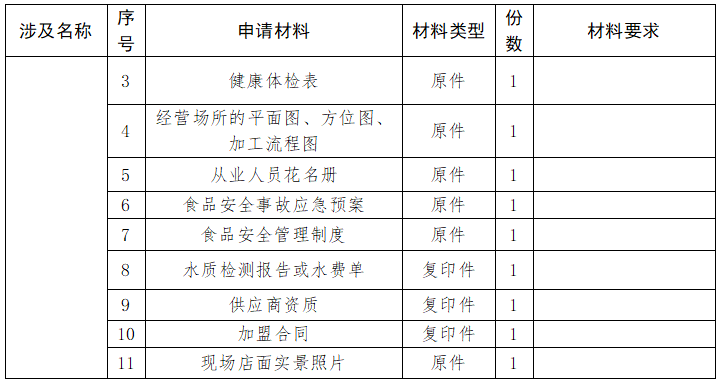 涉及名称 序号 申请材料 材料类型 份数 材料要求
3 健康体检表 原件 1
4 经营场所的平面图、方位图、 原件 1
加工流程图
5 从业人员花名册 原件 1
6 食品安全事故应急预案 原件 1
7 食品安全管理制度 原件 1
8 水质检测报告或水费单 复印件 1
9 供应商资质 复印件 1
10 加盟合同 复印件 1
11 现场店面实景照片 原件 1